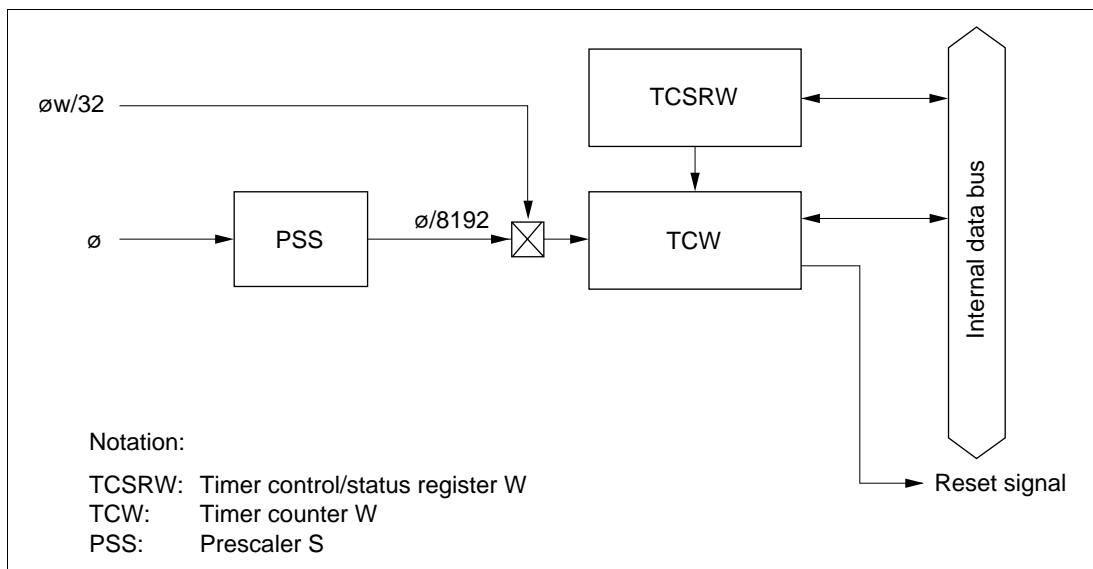 øw/32
TCSRW
ø
PSS
ø/8192
TCW
Internal data bus
Reset signal
Notation:
TCSRW: Timer control/status register W
TCW: Timer counter W
PSS: Prescaler S